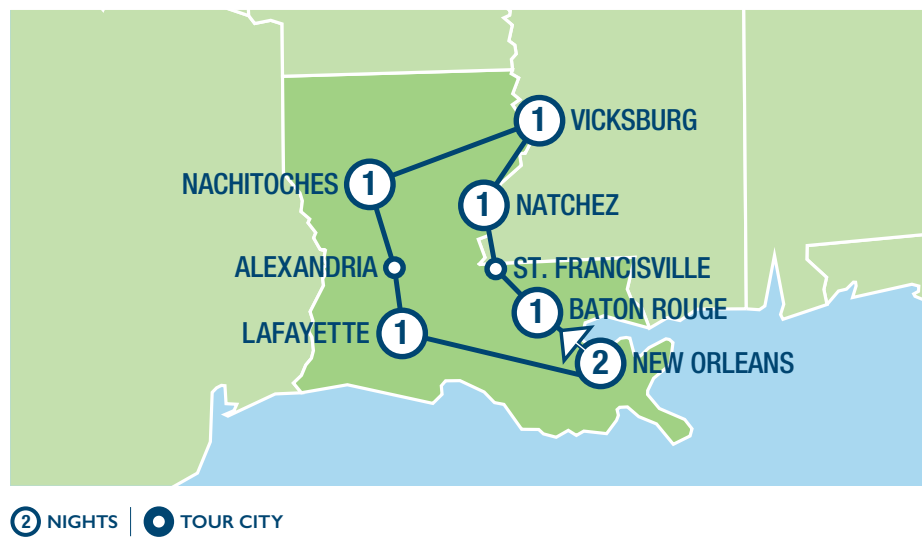 1 VICKSBURG
NACHITOCHES 1
1 NATCHEZ
ALEXANDRIA
ST. FRANCISVILLE
1 BATON ROUGE
LAFAYETTE 1
2 NEW ORLEANS
2 NIGHTS
TOUR CITY